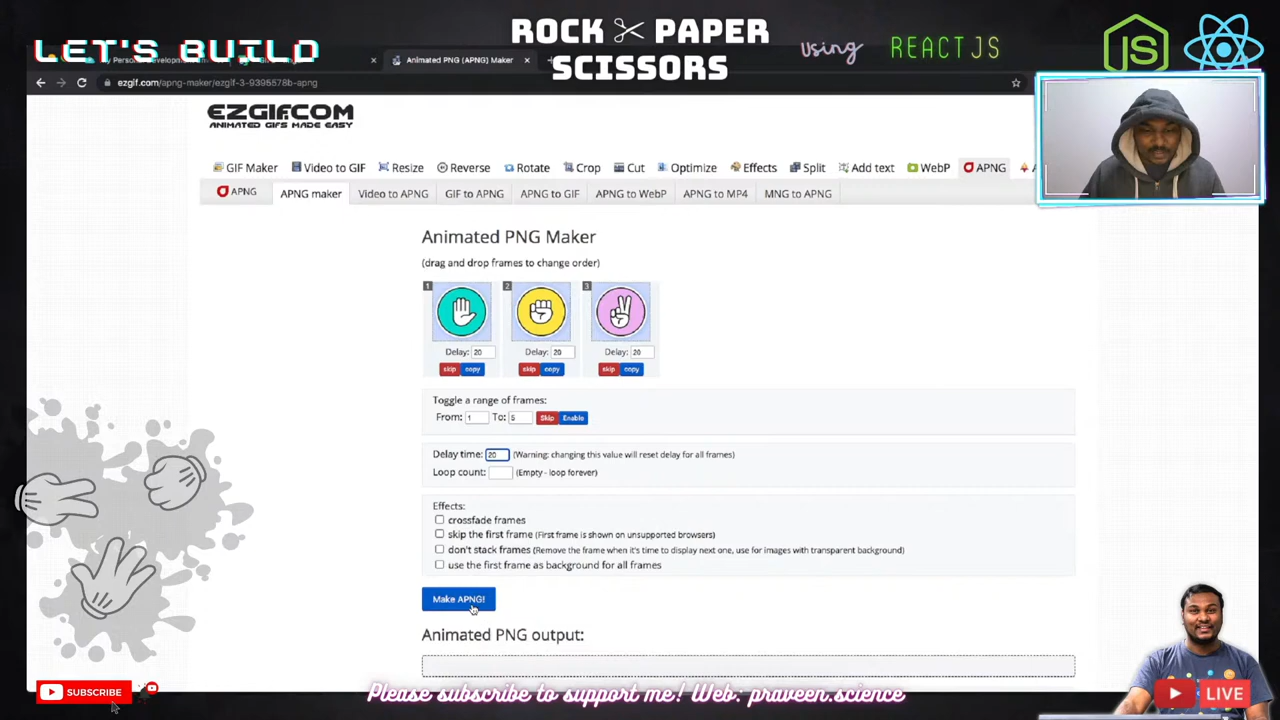 LET'S BUILD
ROCK PAPER
SCISSORS
Using
REACTJS
JS
Animated PNG (APNG) Maker
ezgif.com/apng-maker/ezgif-3-9395578b-apng
EZGIF.COM
ANIMATED GIFS MADE EASY
GIF Maker
Video to GIF
Resize
Reverse
Rotate
Crop
Cut
Optimize
Effects
Split
Add text
WebP
APNG
APNG
APNG maker
Video to APNG
GIF to APNG
APNG to GIF
APNG to WebP
APNG to MP4
MNG to APNG
Animated PNG Maker
(drag and drop frames to change order)
1
2
3
Delay: 20
Delay: 20
Delay: 20
skip copy
skip copy
skip copy
Toggle a range of frames:
From: 1 To: 5 Skip Enable
Delay time: 20 (Warning: changing this value will reset delay for all frames)
Loop count: (Empty - loop forever)
Effects:
crossfade frames
skip the first frame (First frame is shown on unsupported browsers)
don't stack frames (Remove the frame when it's time to display next one, use for images with transparent background)
use the first frame as background for all frames
Make APNG!
Animated PNG output:
SUBSCRIBE
Please subscribe to support me! Web: praveen.science
LIVE